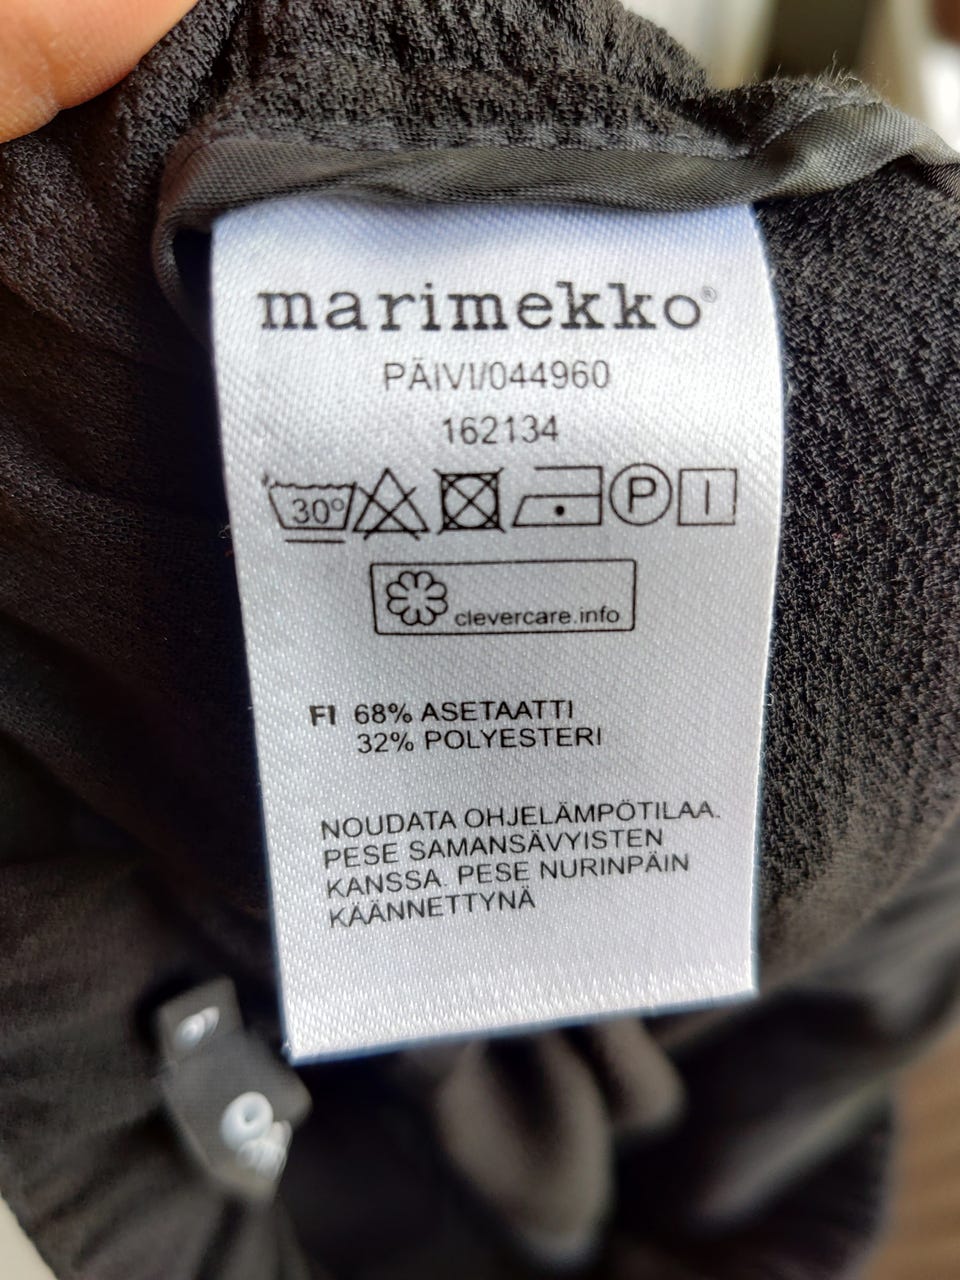 marimekko®
PÄIVI/044960
162134
30°
P
clevercare.info
FI 68% ASETAATTI
32% POLYESTERI
NOUDATA OHJELÄMPÖTILAA.
PESE SAMANSÄVYISTEN
KANSSA. PESE NURINPÄIN
KÄÄNNETTYNÄ